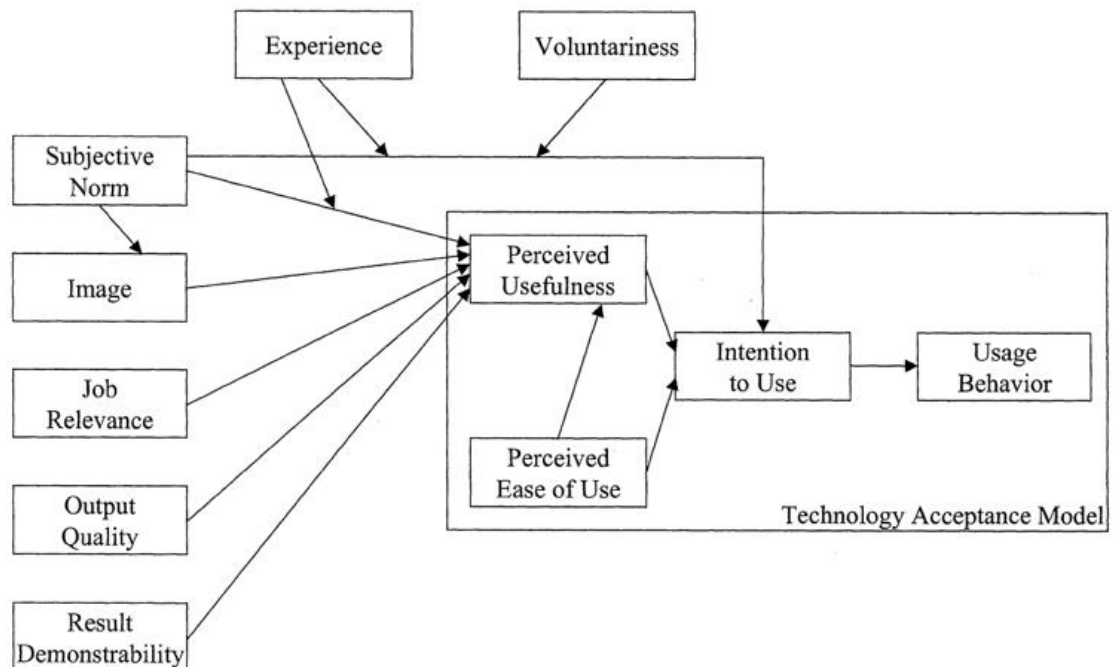 Experience
Voluntariness
Subjective
Norm
Image
Job
Relevance
Output
Quality
Result
Demonstrability
Perceived
Usefulness
Perceived
Ease of Use
Intention
to Use
Usage
Behavior
Technology Acceptance Model